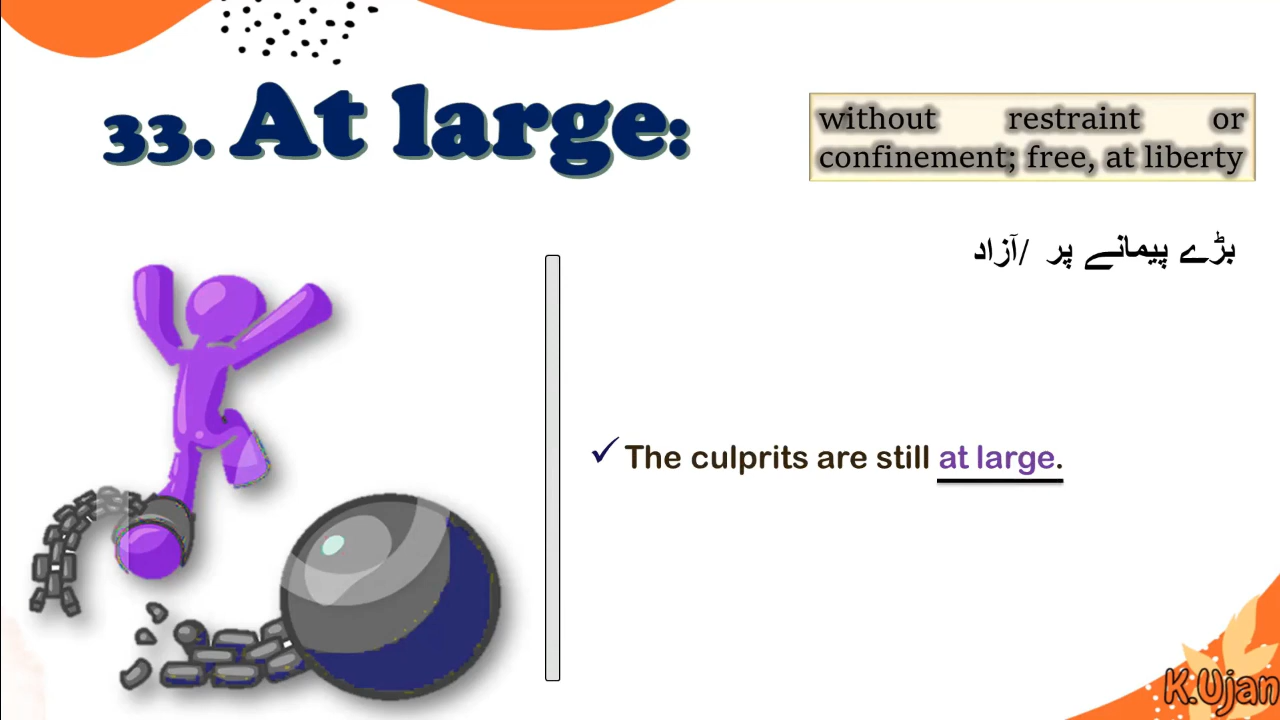 33. At large:
without restraint or
confinement; free, at liberty
بڑے پیمانے پر /آزاد
✓The culprits are still at large.
K.Ujan